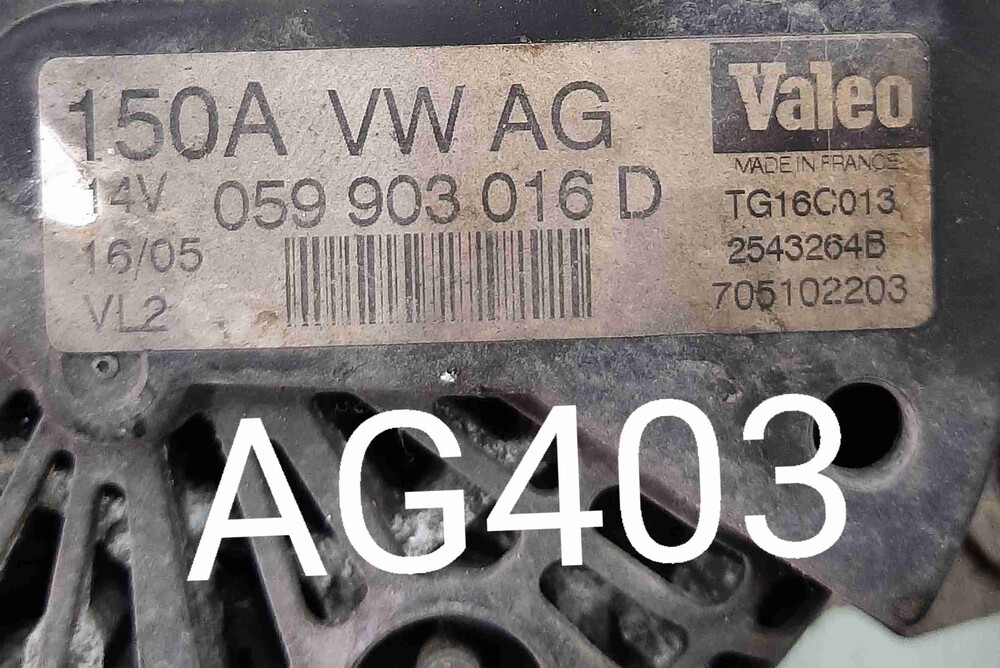 150A VW AG
14V 059 903 016 D
16/05
VL2
Valeo
MADE IN FRANCE
TG16C013
2543264B
705102203
AG403